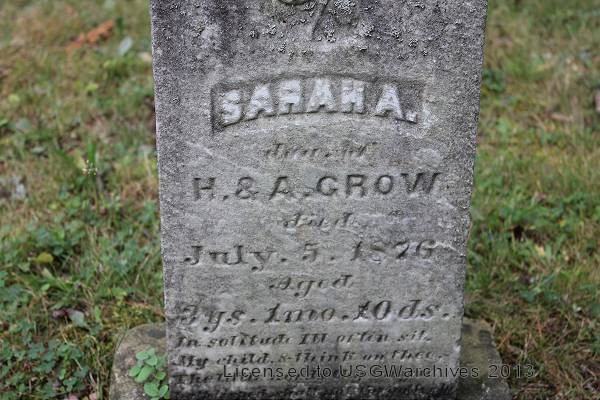 SARAH A.
dau. of
H. & A. CROW
died
July. 5. 1876
Aged
7ys. 1mo. 10ds.
In solitude Ill often sit.
My child. & think on thee.
Licensed to USGWarchives 2013